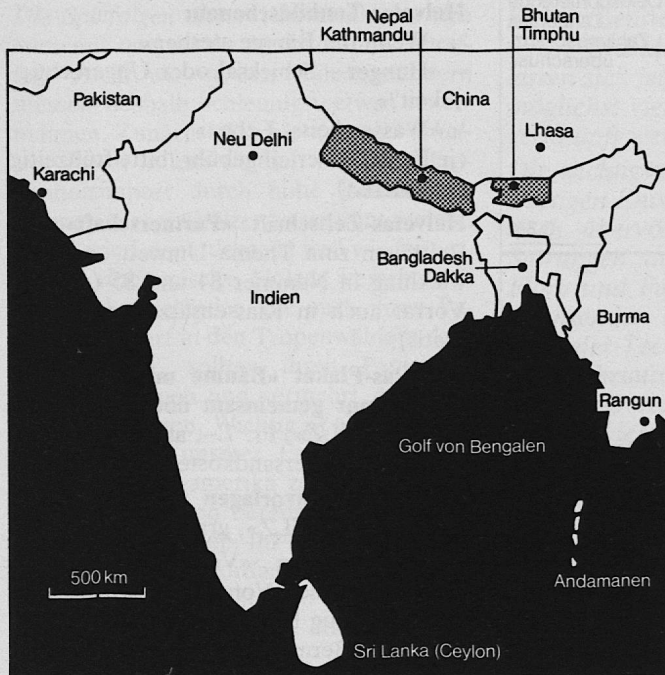 Nepal
Kathmandu
Bhutan
Timphu
Pakistan
China
Neu Delhi
Lhasa
Karachi
Bangladesh
Dakka
Indien
Burma
Rangun
Golf von Bengalen
500 km
Andamanen
Sri Lanka (Ceylon)